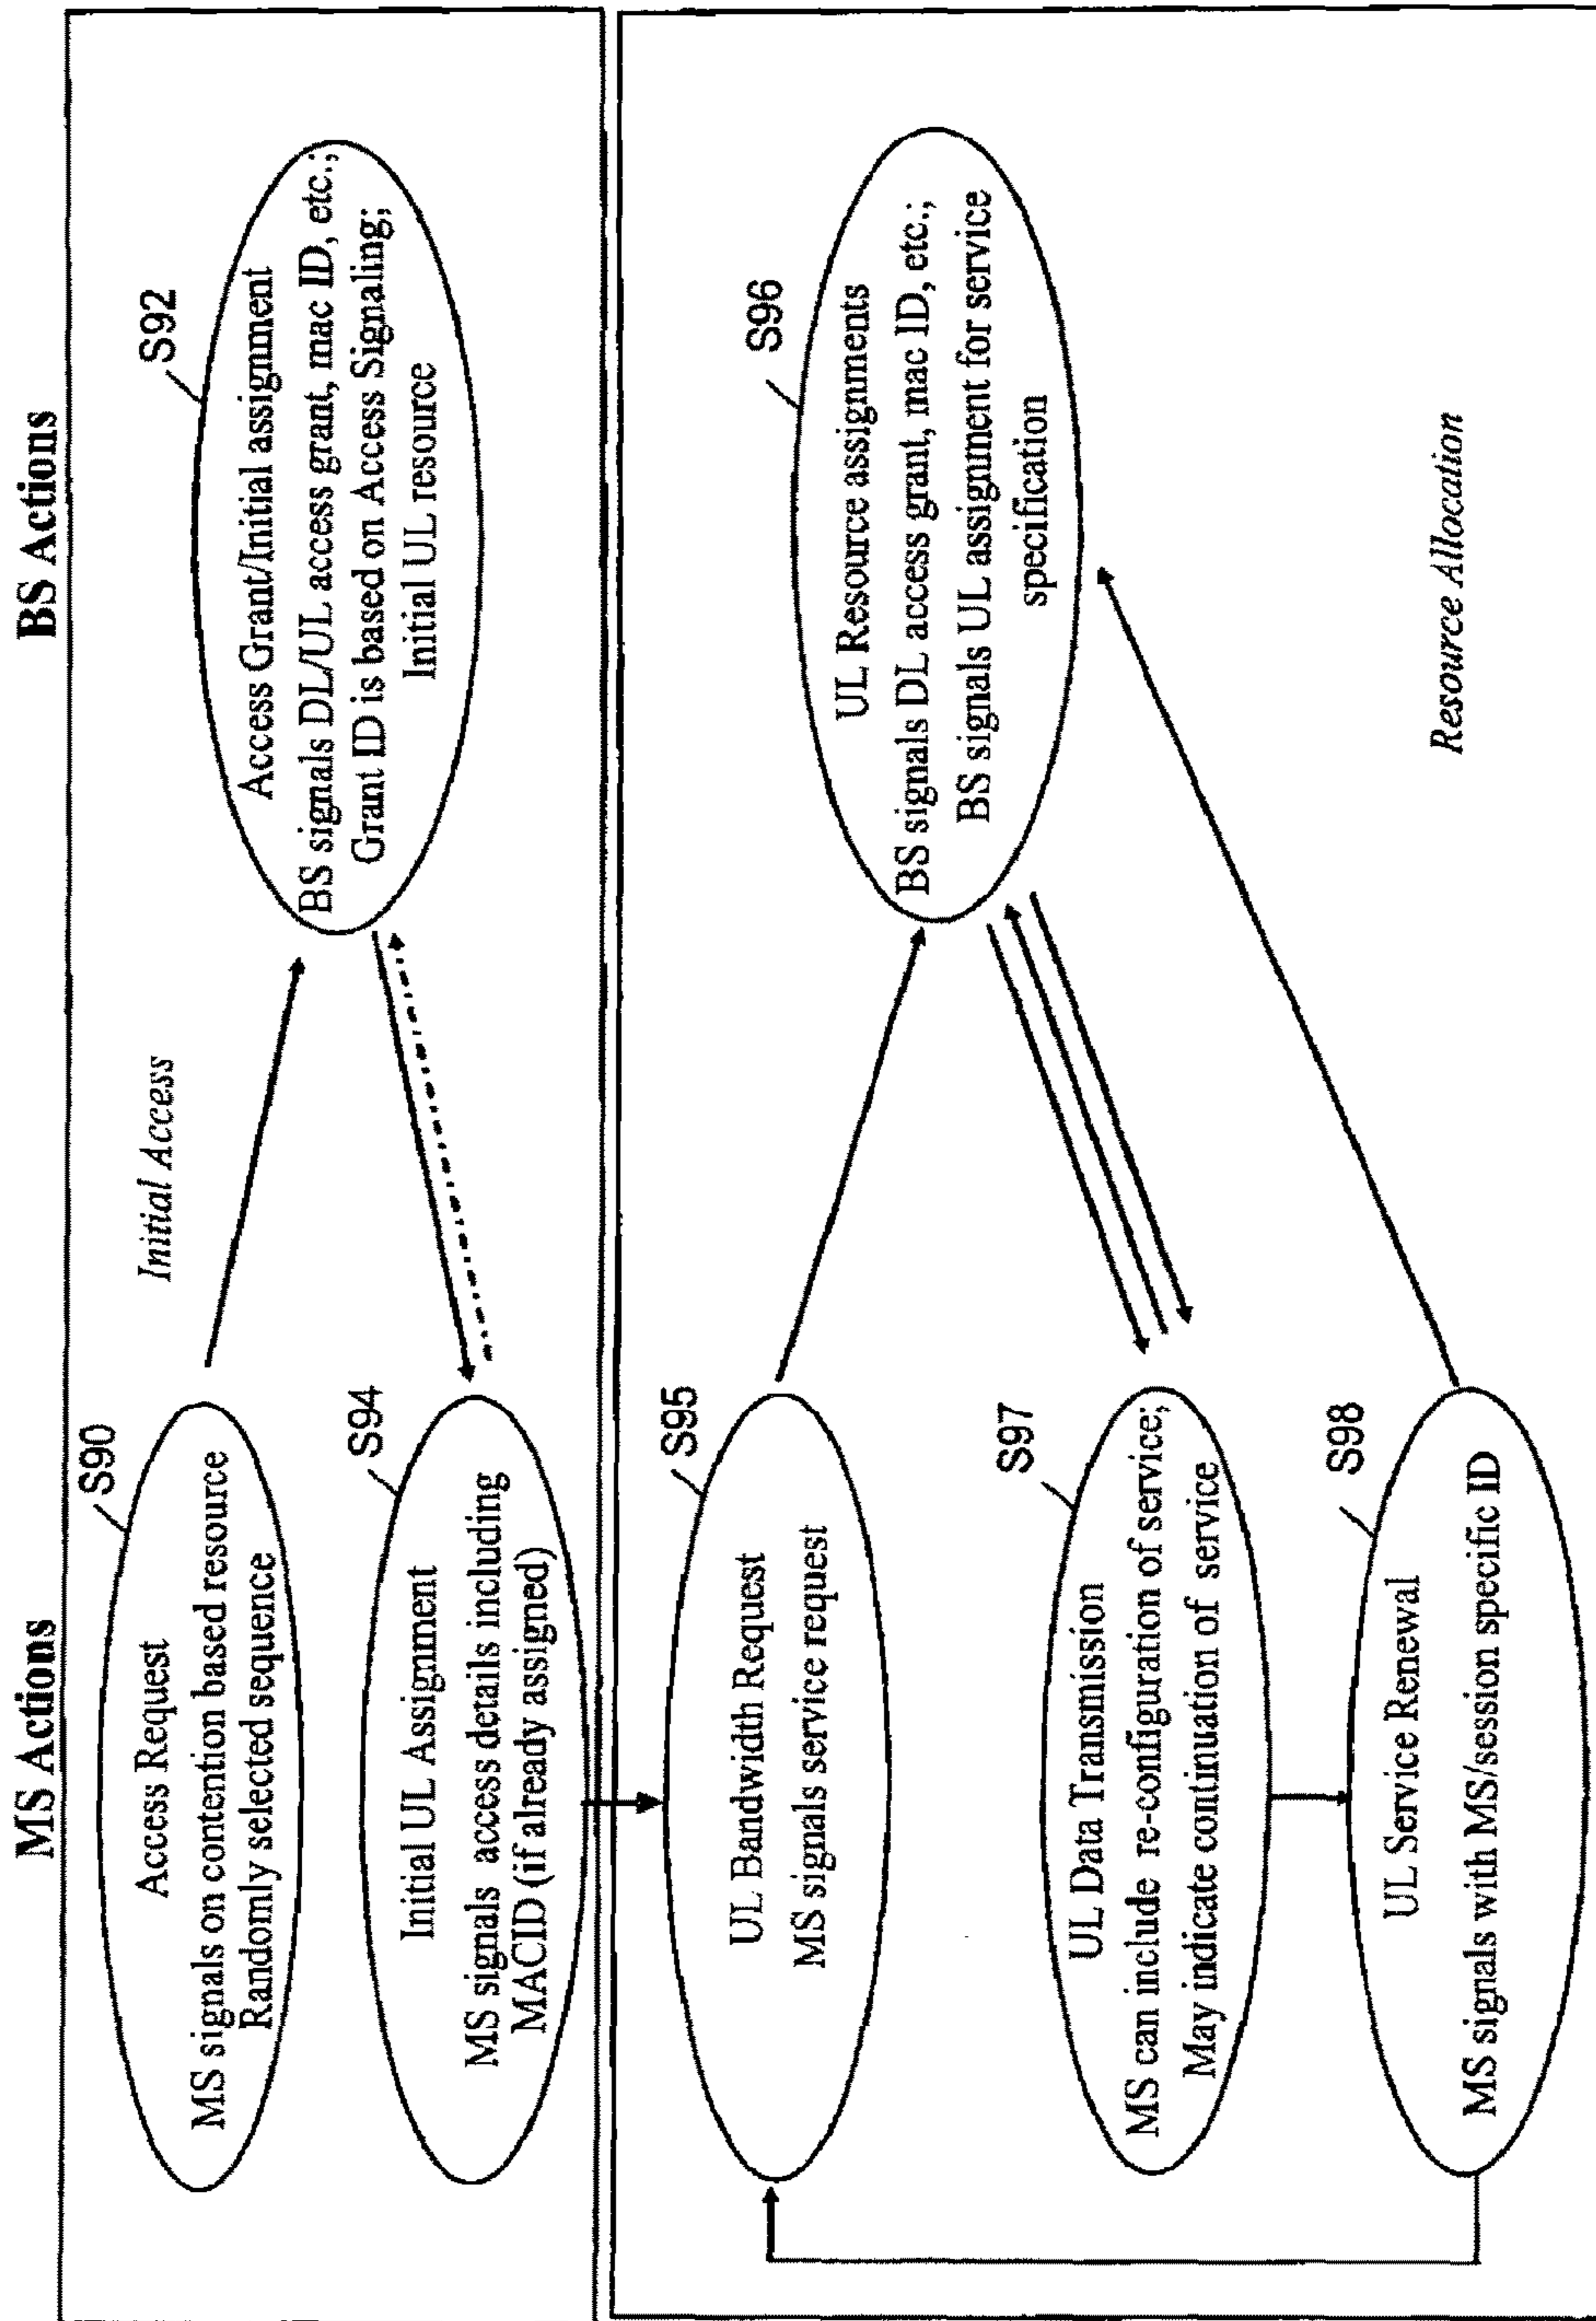 MS Actions
BS Actions
S90
Access Request
MS signals on contention based resource
Randomly selected sequence
Initial Access
S92
Access Grant/Initial assignment
BS signals DL/UL access grant, mac ID, etc.;
Grant ID is based on Access Signaling;
Initial UL resource
S94
Initial UL Assignment
MS signals access details including
MACID (if already assigned)
S95
UL Bandwidth Request
MS signals service request
S96
UL Resource assignments
BS signals DL access grant, mac ID, etc.;
BS signals UL assignment for service
specification
S97
UL Data Transmission
MS can include re-configuration of service;
May indicate continuation of service
S98
UL Service Renewal
MS signals with MS/session specific ID
Resource Allocation